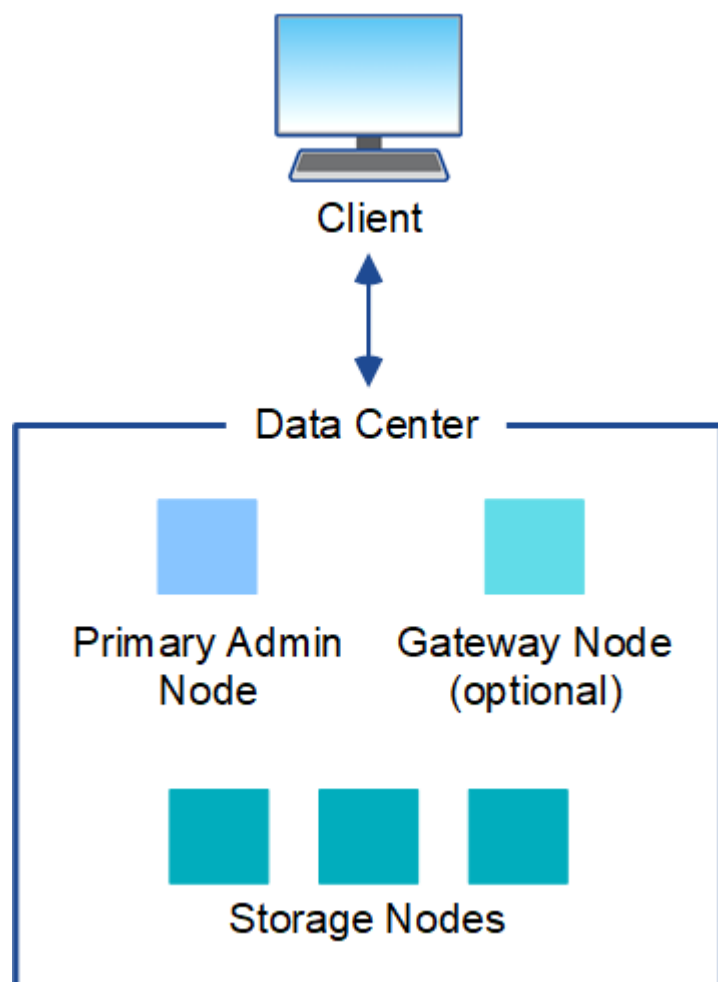 Client
Data Center
Primary Admin
Node
Gateway Node
(optional)
Storage Nodes